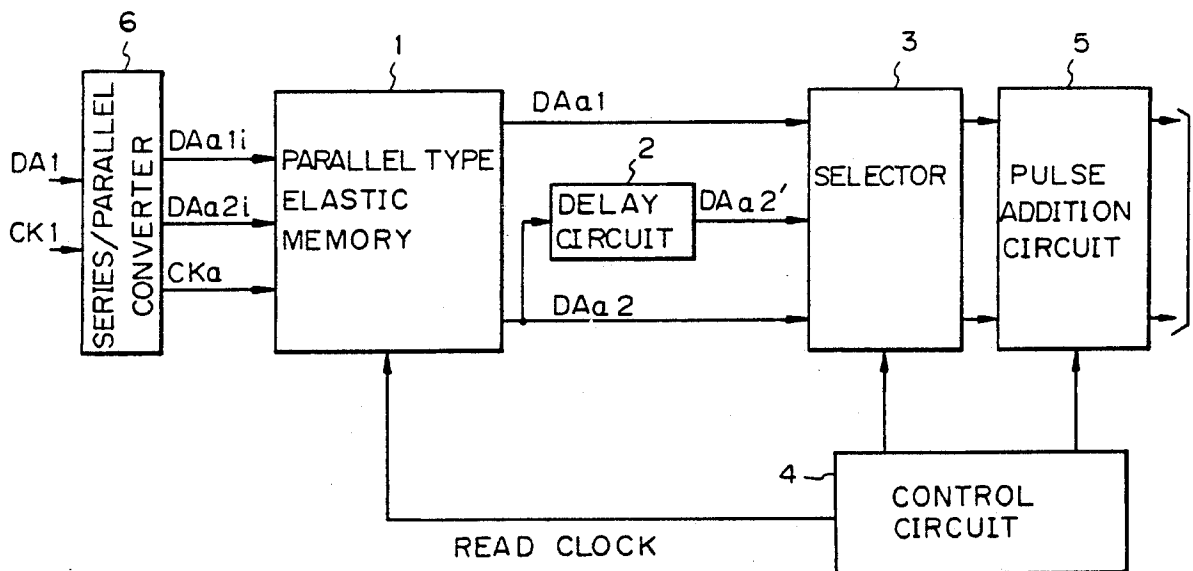 6
1
3
5
SERIES/PARALLEL
CONVERTER
DA1
CK1
DAa1i
DAa2i
CKa
PARALLEL TYPE
ELASTIC
MEMORY
DAa1
2
DELAY
CIRCUIT
DAa2'
DAa2
SELECTOR
PULSE
ADDITION
CIRCUIT
4
CONTROL
CIRCUIT
READ CLOCK